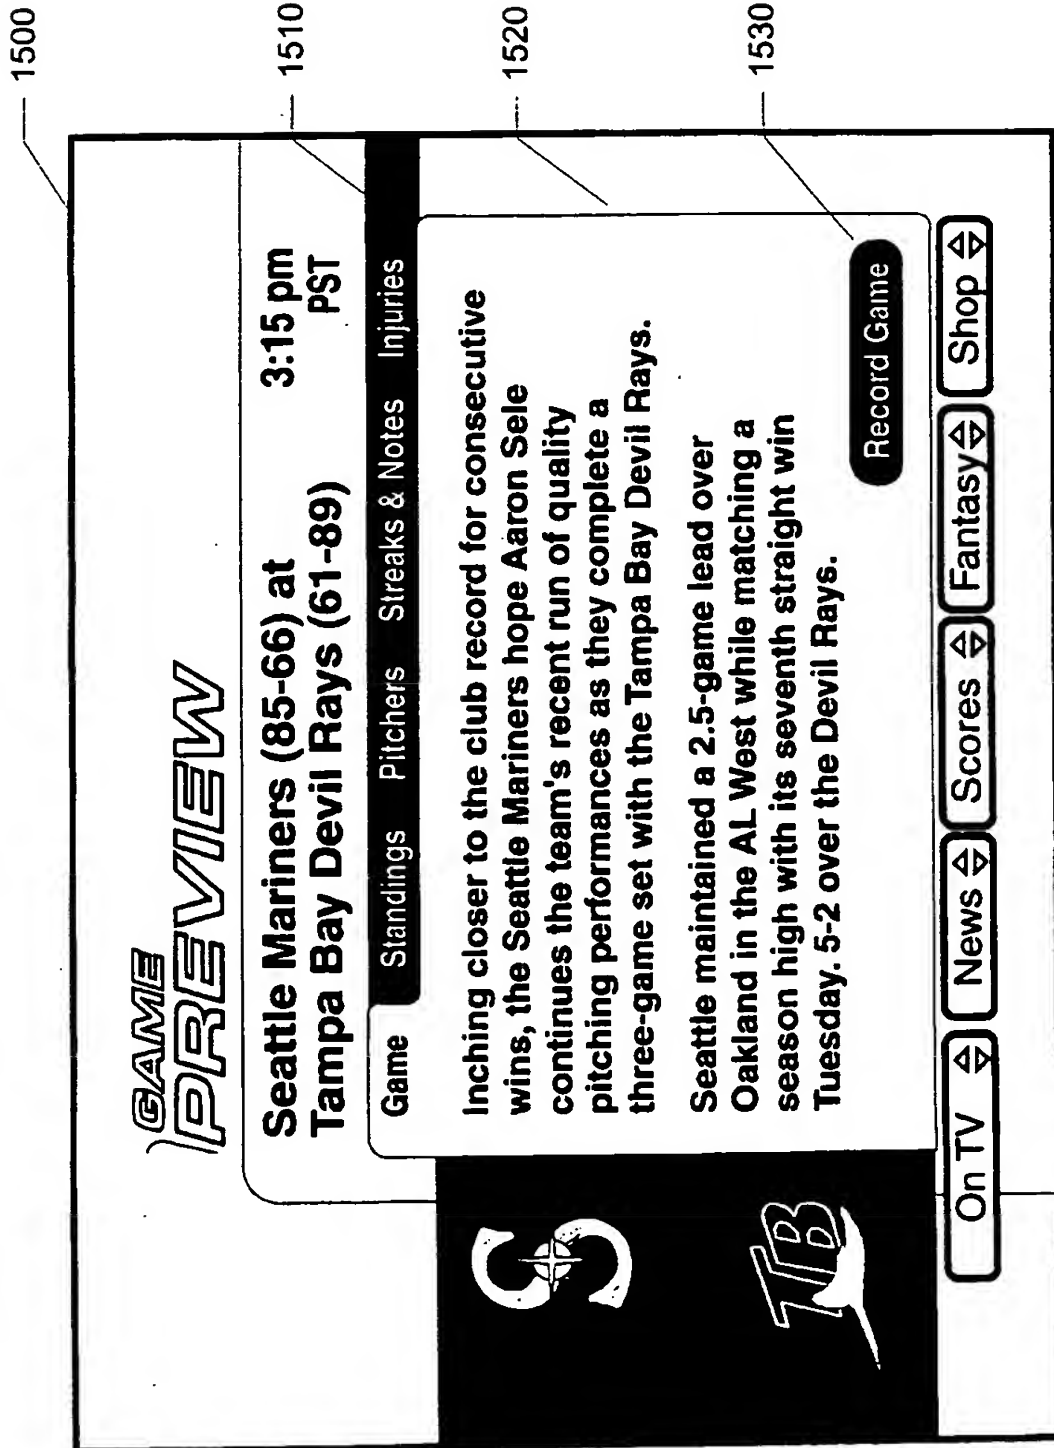 1500
1510
1520
1530
GAME
PREVIEW
Seattle Mariners (85-66) at
Tampa Bay Devil Rays (61-89)
3:15 pm
PST
Game Standings Pitchers Streaks & Notes Injuries
Inching closer to the club record for consecutive
wins, the Seattle Mariners hope Aaron Sele
continues the team's recent run of quality
pitching performances as they complete a
three-game set with the Tampa Bay Devil Rays.
Seattle maintained a 2.5-game lead over
Oakland in the AL West while matching a
season high with its seventh straight win
Tuesday. 5-2 over the Devil Rays.
Record Game
S
TB
On TV News Scores Fantasy Shop